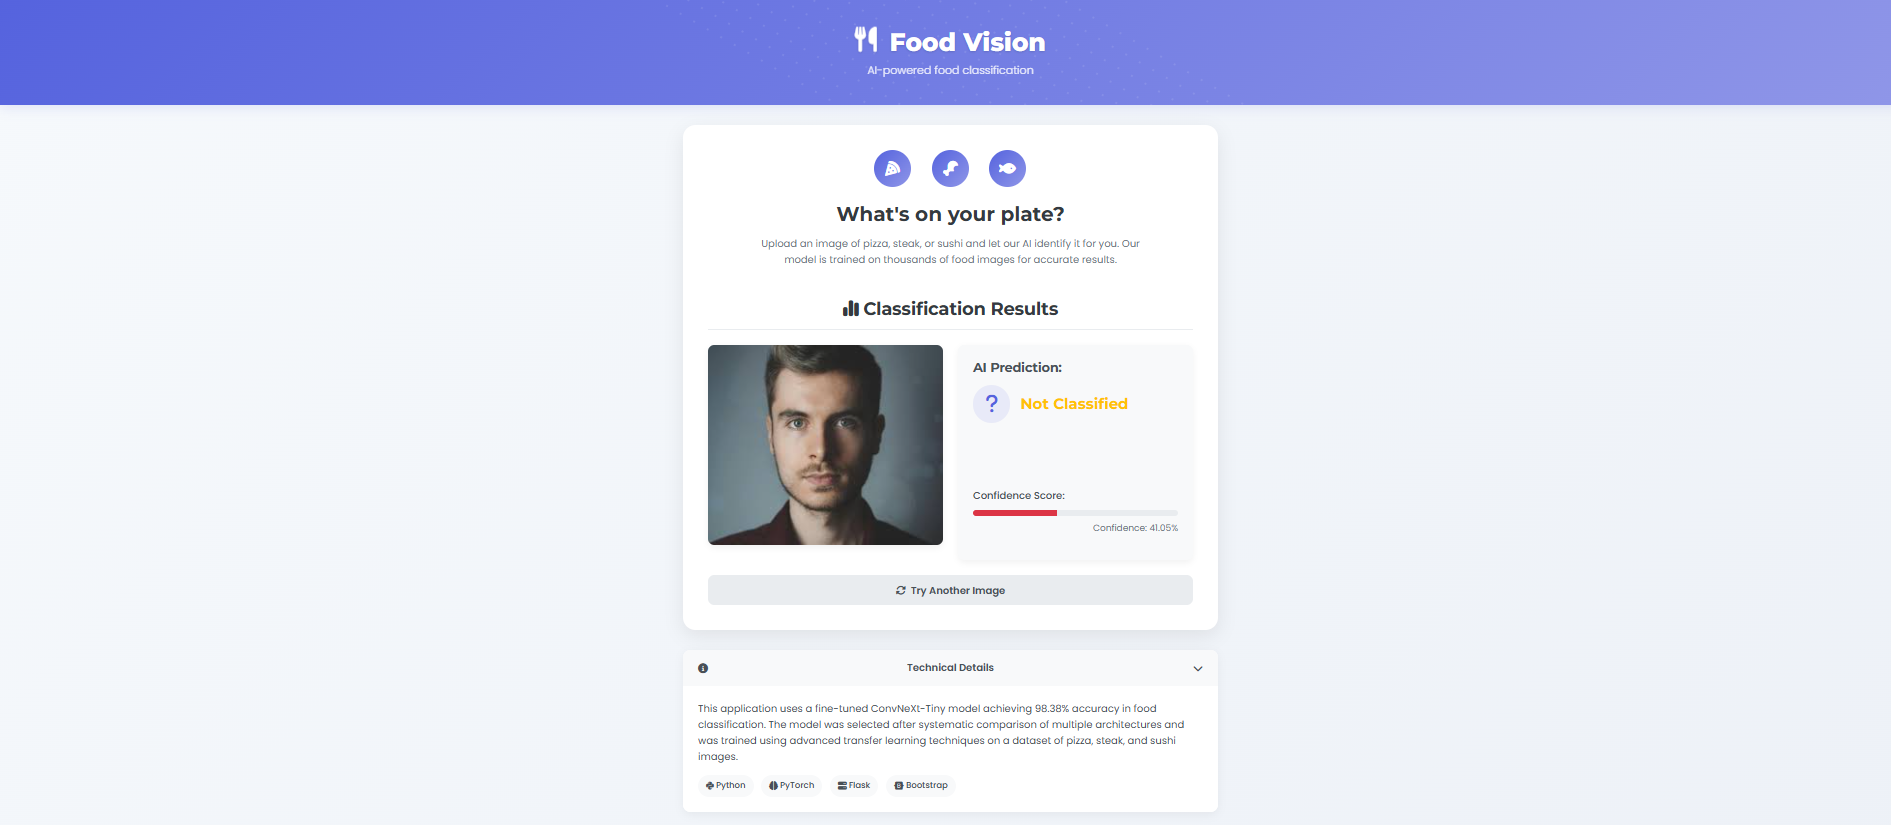 Food Vision
AI-powered food classification
What's on your plate?
Upload an image of pizza, steak, or sushi and let our AI identify it for you. Our
model is trained on thousands of food images for accurate results.
Classification Results
AI Prediction:
? Not Classified
Confidence Score:
Confidence: 41.05%
Try Another Image
Technical Details
This application uses a fine-tuned ConvNeXt-Tiny model achieving 98.38% accuracy in food
classification. The model was selected after systematic comparison of multiple architectures and
was trained using advanced transfer learning techniques on a dataset of pizza, steak, and sushi
images.
Python PyTorch Flask Bootstrap